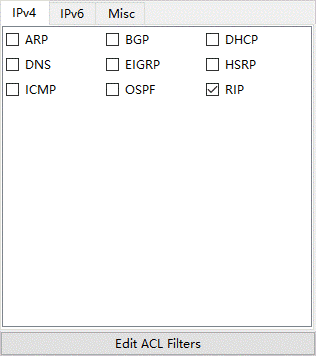 IPv4 IPv6 Misc
ARP BGP DHCP
DNS EIGRP HSRP
ICMP OSPF RIP
Edit ACL Filters